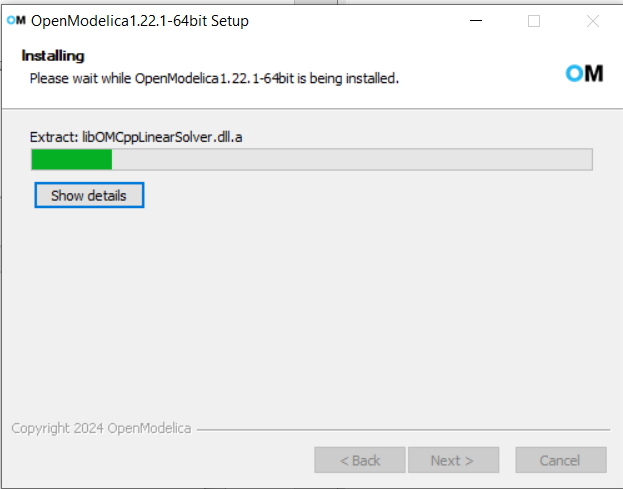 OM OpenModelica1.22.1-64bit Setup
Installing
Please wait while OpenModelica1.22.1-64bit is being installed.
OM
Extract: libOMCppLinearSolver.dll.a
Show details
Copyright 2024 OpenModelica
< Back Next > Cancel